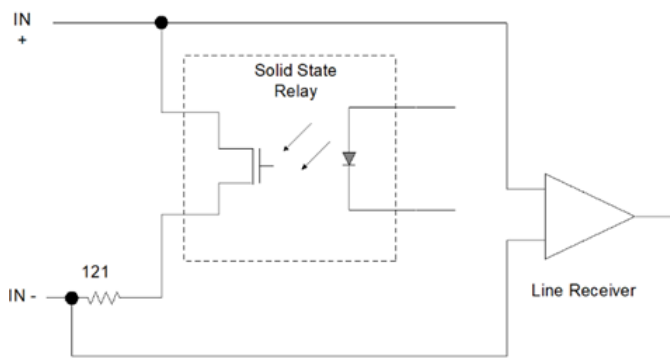 IN
+
Solid State
Relay
121
IN -
Line Receiver